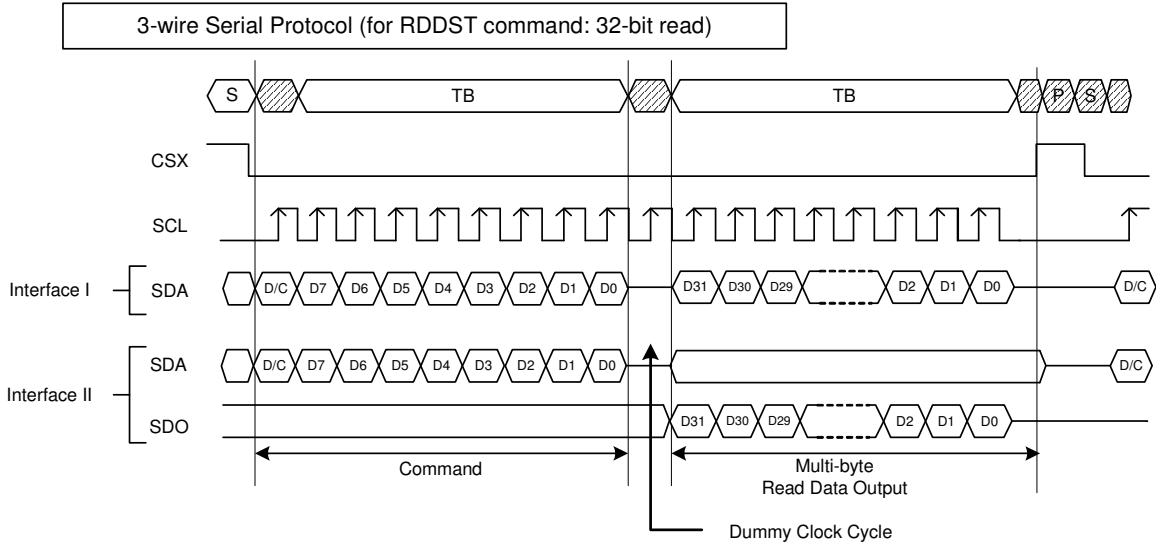 3-wire Serial Protocol (for RDDST command: 32-bit read)
S TB TB P S
CSX
SCL
Interface I SDA D/C D7 D6 D5 D4 D3 D2 D1 D0 D31 D30 D29 D2 D1 D0 D/C
SDA D/C D7 D6 D5 D4 D3 D2 D1 D0 D/C
Interface II
SDO D31 D30 D29 D2 D1 D0
Command
Multi-byte
Read Data Output
Dummy Clock Cycle